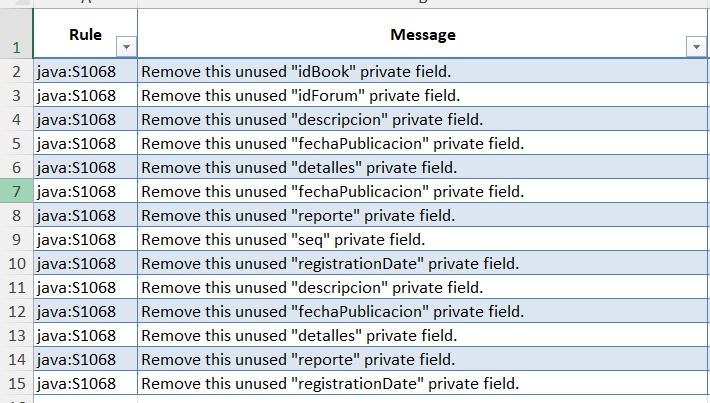 Rule Message
1
2 java:S1068 Remove this unused "idBook" private field.
3 java:S1068 Remove this unused "idForum" private field.
4 java:S1068 Remove this unused "descripcion" private field.
5 java:S1068 Remove this unused "fechaPublicacion" private field.
6 java:S1068 Remove this unused "detalles" private field.
7 java:S1068 Remove this unused "fechaPublicacion" private field.
8 java:S1068 Remove this unused "reporte" private field.
9 java:S1068 Remove this unused "seq" private field.
10 java:S1068 Remove this unused "registrationDate" private field.
11 java:S1068 Remove this unused "descripcion" private field.
12 java:S1068 Remove this unused "fechaPublicacion" private field.
13 java:S1068 Remove this unused "detalles" private field.
14 java:S1068 Remove this unused "reporte" private field.
15 java:S1068 Remove this unused "registrationDate" private field.